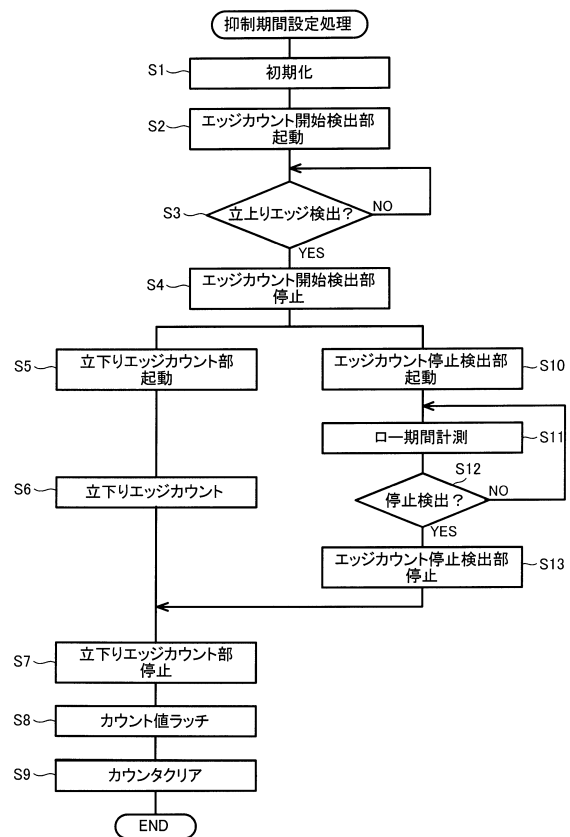 抑制期間設定処理
S1
初期化
S2
エッジカウント開始検出部
起動
S3
立上りエッジ検出？
NO
YES
S4
エッジカウント開始検出部
停止
S5
立下りエッジカウント部
起動
エッジカウント停止検出部
起動
S10
ロー期間計測
S11
S12
S6
立下りエッジカウント
停止検出？
NO
YES
エッジカウント停止検出部
停止
S13
S7
立下りエッジカウント部
停止
S8
カウント値ラッチ
S9
カウンタクリア
END